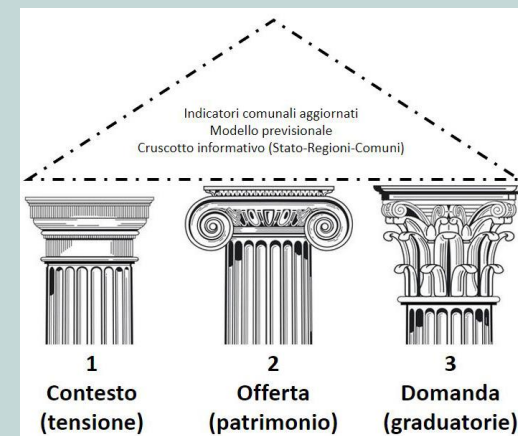 Indicatori comunali aggiornati
Modello previsionale
Cruscotto informativo (Stato-Regioni-Comuni)
1
Contesto
(tensione)
2
Offerta
(patrimonio)
3
Domanda
(graduatorie)